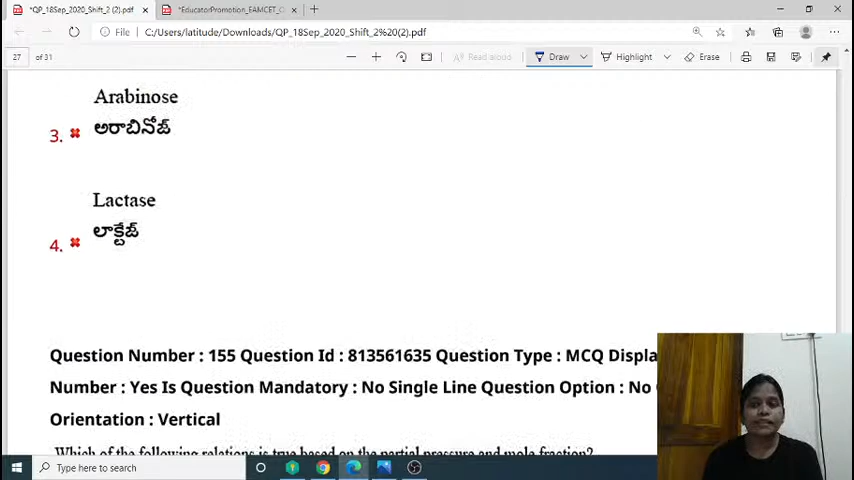 *QP_18Sep_2020_Shift_2 (2).pdf
*EducatorPromotion_EAMCET_C
File C:/Users/latitude/Downloads/QP_18Sep_2020_Shift_2%20(2).pdf
27 of 31 Read aloud Draw Highlight Erase
Arabinose
3. అరాబినోజ్
Lactase
4. లాక్టేజ్
Question Number : 155 Question Id : 813561635 Question Type : MCQ Displa
Number : Yes Is Question Mandatory : No Single Line Question Option : No
Orientation : Vertical
Which of the following relations is true based on the partial pressure and mole fraction?
Type here to search